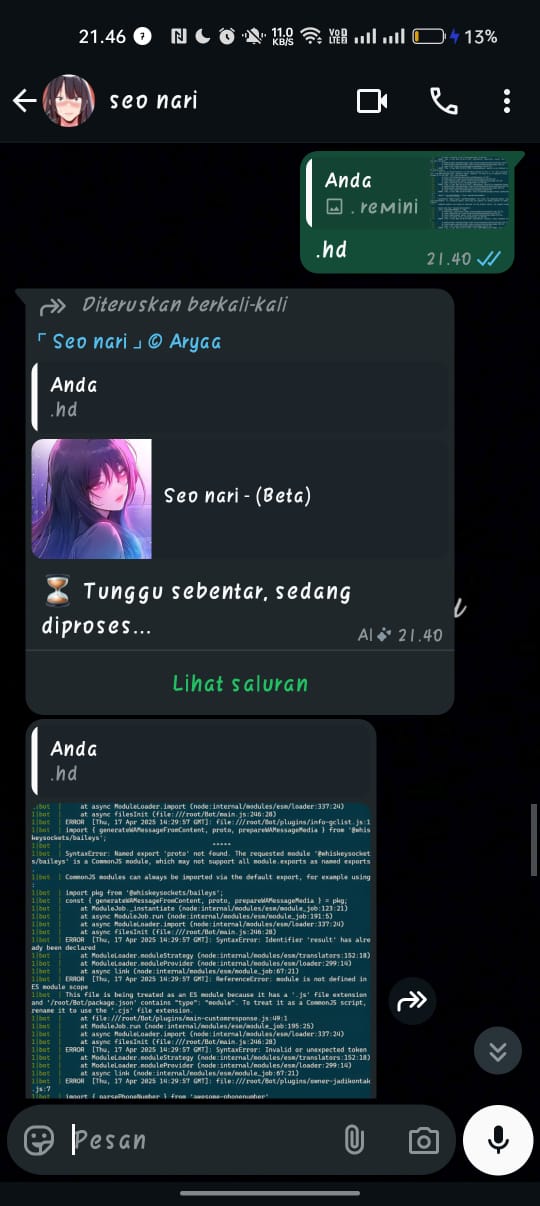 21.46
11.0
KB/S
Vo
LTE
13%
seo nari
Anda
. remini
.hd
21.40
Diteruskan berkali-kali
「 Seo nari 」 © Aryaa
Anda
.hd
Seo nari - (Beta)
⏳ Tunggu sebentar, sedang
diproses...
AI 21.40
Lihat saluran
Anda
.hd
1|bot | at async ModuleLoader.import (node:internal/modules/esm/loader:337:24)
1|bot | at async filesInit (file:///root/Bot/main.js:246:28)
1|bot | ERROR [Thu, 17 Apr 2025 14:29:57 GMT]: file:///root/Bot/plugins/info-gclist.js:1
1|bot | import { generateWAMessageFromContent, proto, prepareWAMessageMedia } from '@whis
keysockets/baileys';
1|bot | ^^^^^
1|bot | SyntaxError: Named export 'proto' not found. The requested module '@whiskeysocket
s/baileys' is a CommonJS module, which may not support all module.exports as named exports
.
1|bot | CommonJS modules can always be imported via the default export, for example using
:
1|bot | import pkg from '@whiskeysockets/baileys';
1|bot | const { generateWAMessageFromContent, proto, prepareWAMessageMedia } = pkg;
1|bot | at ModuleJob._instantiate (node:internal/modules/esm/module_job:123:21)
1|bot | at async ModuleJob.run (node:internal/modules/esm/module_job:191:5)
1|bot | at async ModuleLoader.import (node:internal/modules/esm/loader:337:24)
1|bot | at async filesInit (file:///root/Bot/main.js:246:28)
1|bot | ERROR [Thu, 17 Apr 2025 14:29:57 GMT]: SyntaxError: Identifier 'result' has alre
ady been declared
1|bot | at ModuleLoader.moduleStrategy (node:internal/modules/esm/translators:152:18)
1|bot | at ModuleLoader.moduleProvider (node:internal/modules/esm/loader:299:14)
1|bot | at async link (node:internal/modules/esm/module_job:67:21)
1|bot | ERROR [Thu, 17 Apr 2025 14:29:57 GMT]: ReferenceError: module is not defined in
ES module scope
1|bot | This file is being treated as an ES module because it has a '.js' file extension
and '/root/Bot/package.json' contains "type": "module". To treat it as a CommonJS script,
rename it to use the '.cjs' file extension.
1|bot | at file:///root/Bot/plugins/main-customresponse.js:49:1
1|bot | at ModuleJob.run (node:internal/modules/esm/module_job:195:25)
1|bot | at async ModuleLoader.import (node:internal/modules/esm/loader:337:24)
1|bot | at async filesInit (file:///root/Bot/main.js:246:28)
1|bot | ERROR [Thu, 17 Apr 2025 14:29:57 GMT]: SyntaxError: Invalid or unexpected token
1|bot | at ModuleLoader.moduleStrategy (node:internal/modules/esm/translators:152:18)
1|bot | at ModuleLoader.moduleProvider (node:internal/modules/esm/loader:299:14)
1|bot | at async link (node:internal/modules/esm/module_job:67:21)
1|bot | ERROR [Thu, 17 Apr 2025 14:29:57 GMT]: file:///root/Bot/plugins/owner-jadikontak
.js:7
1|bot | import { parsePhoneNumber } from 'awesome-phonenumber'
Pesan